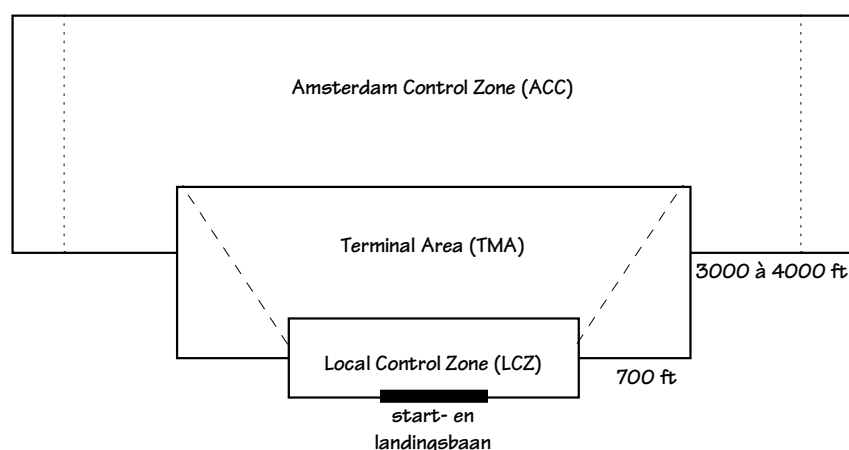 Amsterdam Control Zone (ACC)
Terminal Area (TMA)
3000 à 4000 ft
Local Control Zone (LCZ)
700 ft
start- en
landingsbaan